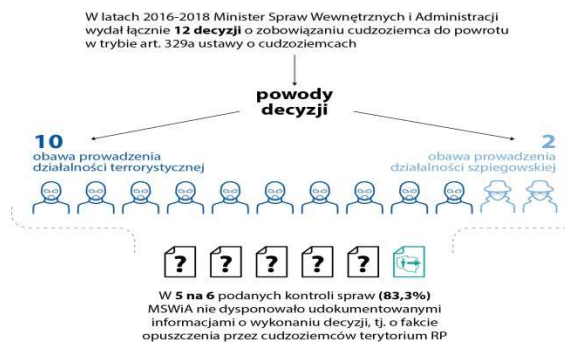 W latach 2016-2018 Minister Spraw Wewnętrznych i Administracji
wydał łącznie 12 decyzji o zobowiązaniu cudzoziemca do powrotu
w trybie art. 329a ustawy o cudzoziemcach
powody
decyzji
10
obawa prowadzenia
działalności terrorystycznej
2
obawa prowadzenia
działalności szpiegowskiej
? ? ? ? ?
W 5 na 6 podanych kontroli spraw (83,3%)
MSWiA nie dysponowało udokumentowanymi
informacjami o wykonaniu decyzji, tj. o fakcie
opuszczenia przez cudzoziemców terytorium RP